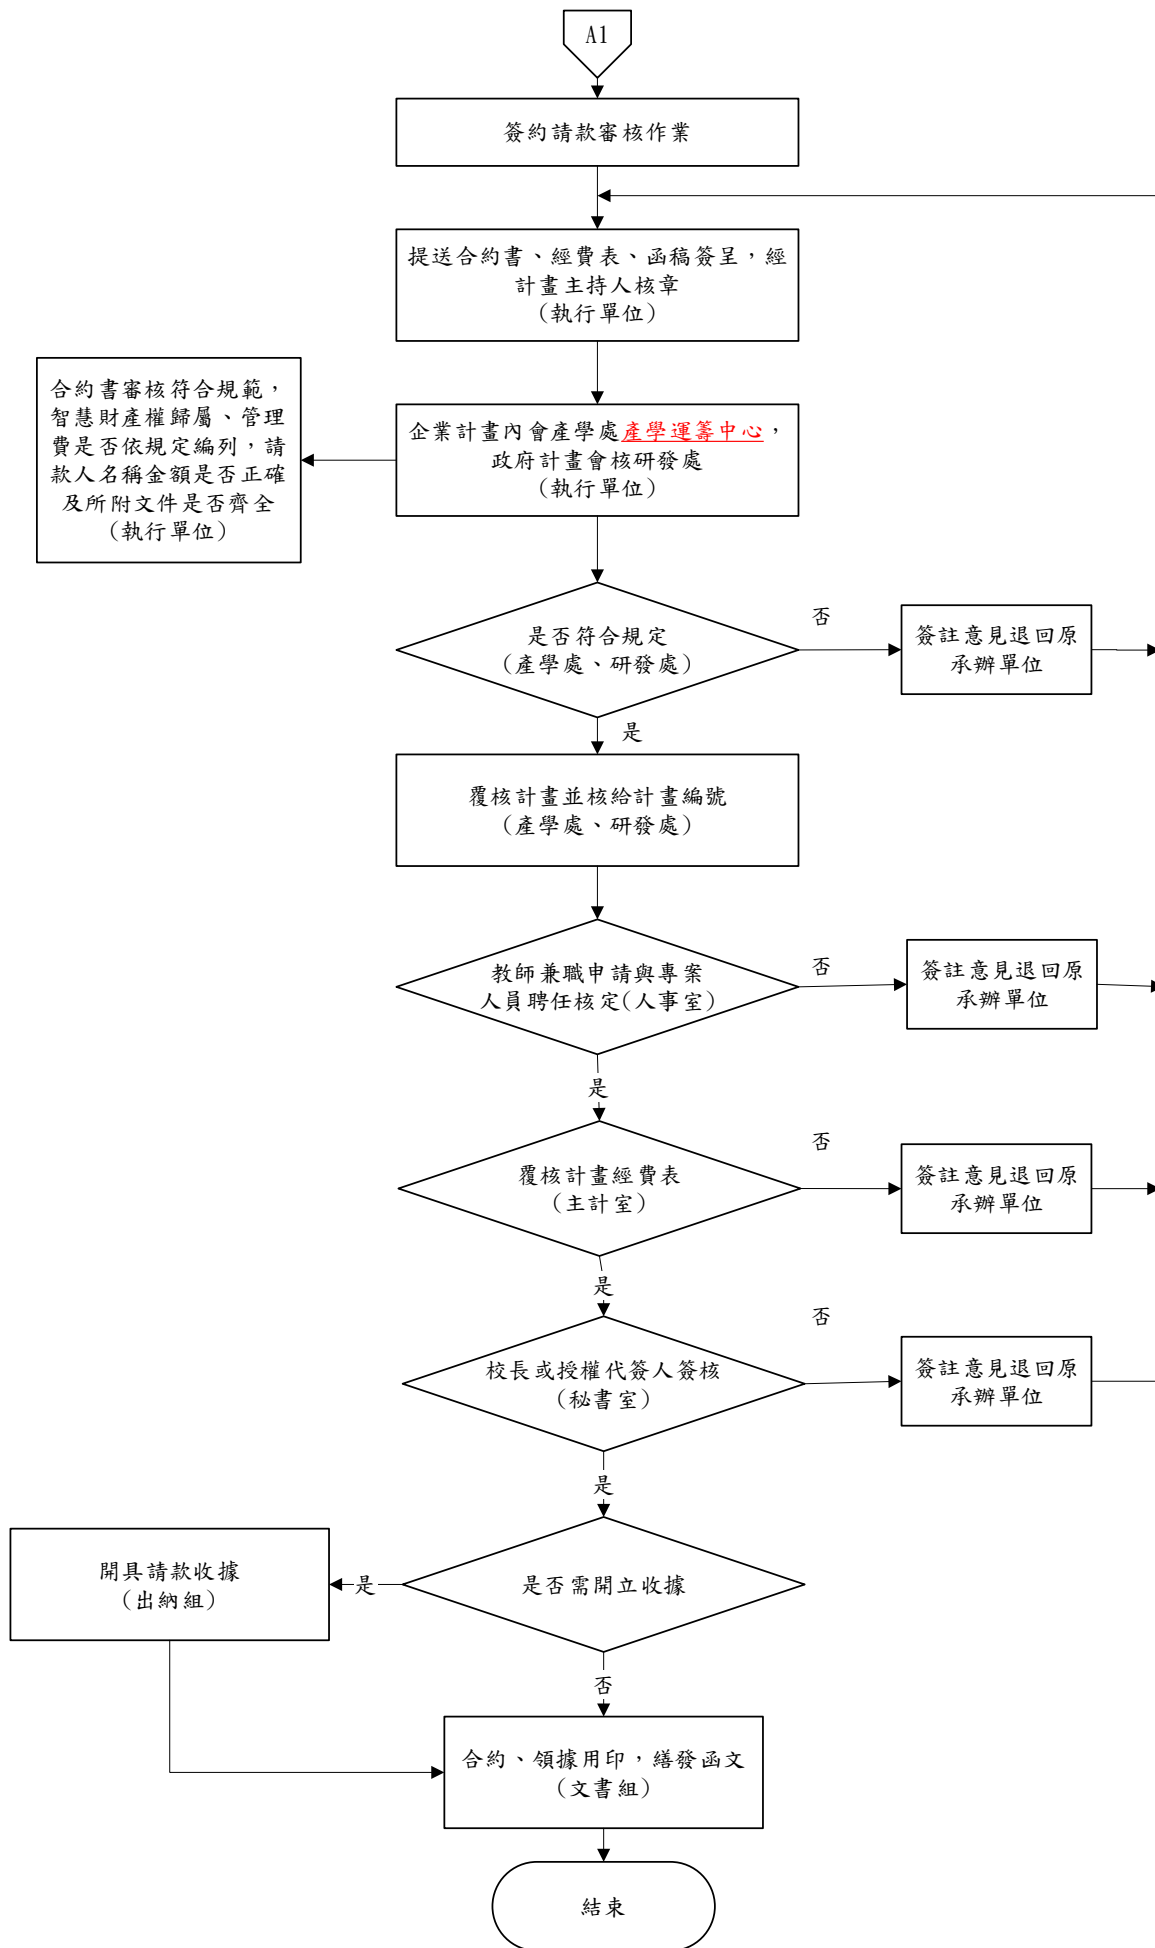 A1
簽約請款審核作業
提送合約書、經費表、函稿簽呈，經
計畫主持人核章
(執行單位)
合約書審核符合規範，
智慧財產權歸屬、管理
費是否依規定編列，請
款人名稱金額是否正確
及所附文件是否齊全
(執行單位)
企業計畫內會產學處產學運籌中心，
政府計畫會核研發處
(執行單位)
是否符合規定
(產學處、研發處)
否
簽註意見退回原
承辦單位
是
覆核計畫並核給計畫編號
(產學處、研發處)
教師兼職申請與專案
人員聘任核定(人事室)
否
簽註意見退回原
承辦單位
是
覆核計畫經費表
(主計室)
否
簽註意見退回原
承辦單位
是
校長或授權代簽人簽核
(秘書室)
否
簽註意見退回原
承辦單位
是
是否需開立收據
是
開具請款收據
(出納組)
否
合約、領據用印，繕發函文
(文書組)
結束